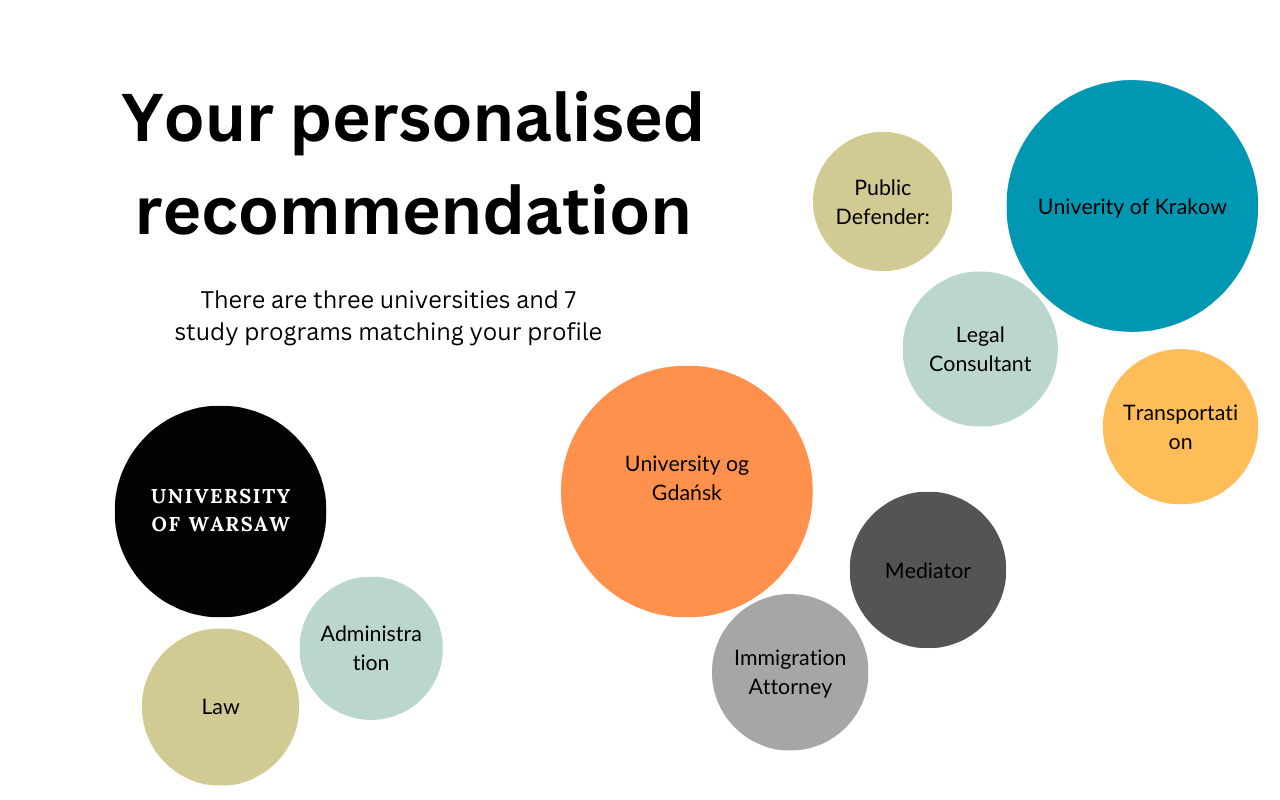 Your personalised
recommendation
There are three universities and 7
study programs matching your profile
Public
Defender:
Univerity of Krakow
Legal
Consultant
Transportati
on
University og
Gdańsk
UNIVERSITY
OF WARSAW
Mediator
Administra
tion
Immigration
Attorney
Law